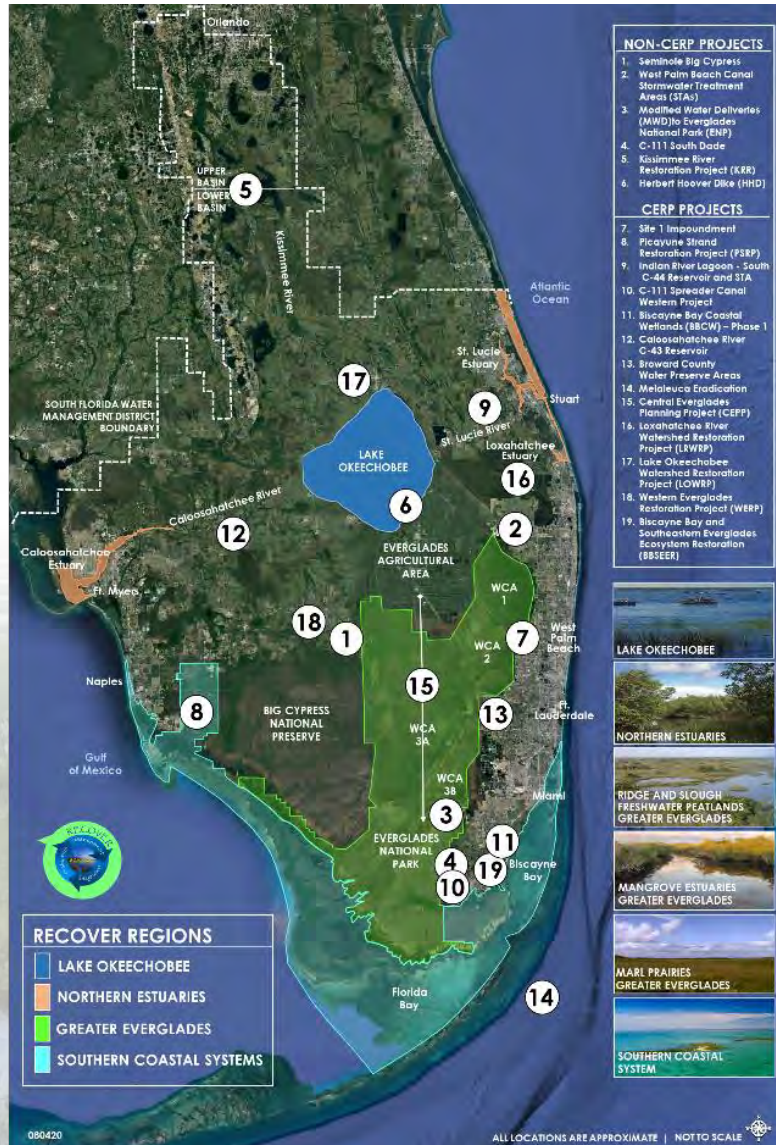 Orlando
UPPER
BASIN
LOWER
BASIN
5
Kissimmee River
Atlantic
Ocean
St. Lucie
Estuary
Stuart
17
9
SOUTH FLORIDA WATER
MANAGEMENT DISTRICT
BOUNDARY
St. Lucie River
LAKE
OKEECHOBEE
Loxahatchee
Estuary
16
6
Caloosahatchee River
12
2
Caloosahatchee
Estuary
EVERGLADES
AGRICULTURAL
AREA
Ft. Myers
WCA
1
18
1
7
West
Palm
Beach
WCA
2
Naples
15
8
BIG CYPRESS
NATIONAL
PRESERVE
13
Ft.
Lauderdale
WCA
3A
Gulf
of Mexico
WCA
3B
Miami
3
EVERGLADES
NATIONAL
PARK
11
4
19
Biscayne
Bay
10
Florida
Bay
14
RECOVER
RECOVER REGIONS
LAKE OKEECHOBEE
NORTHERN ESTUARIES
GREATER EVERGLADES
SOUTHERN COASTAL SYSTEMS
080420
NON-CERP PROJECTS
1. Seminole Big Cypress
2. West Palm Beach Canal
Stormwater Treatment
Areas (STAs)
3. Modified Water Deliveries
(MWD)to Everglades
National Park (ENP)
4. C-111 South Dade
5. Kissimmee River
Restoration Project (KRR)
6. Herbert Hoover Dike (HHD)
CERP PROJECTS
7. Site 1 Impoundment
8. Picayune Strand
Restoration Project (PSRP)
9. Indian River Lagoon - South
C-44 Reservoir and STA
10. C-111 Spreader Canal
Western Project
11. Biscayne Bay Coastal
Wetlands (BBCW) – Phase 1
12. Caloosahatchee River
C-43 Reservoir
13. Broward County
Water Preserve Areas
14. Melaleuca Eradication
15. Central Everglades
Planning Project (CEPP)
16. Loxahatchee River
Watershed Restoration
Project (LRWRP)
17. Lake Okeechobee
Watershed Restoration
Project (LOWRP)
18. Western Everglades
Restoration Project (WERP)
19. Biscayne Bay and
Southeastern Everglades
Ecosystem Restoration
(BBSEER)
LAKE OKEECHOBEE
NORTHERN ESTUARIES
RIDGE AND SLOUGH
FRESHWATER PEATLANDS
GREATER EVERGLADES
MANGROVE ESTUARIES
GREATER EVERGLADES
MARL PRAIRIES
GREATER EVERGLADES
SOUTHERN COASTAL
SYSTEM
ALL LOCATIONS ARE APPROXIMATE | NOT TO SCALE